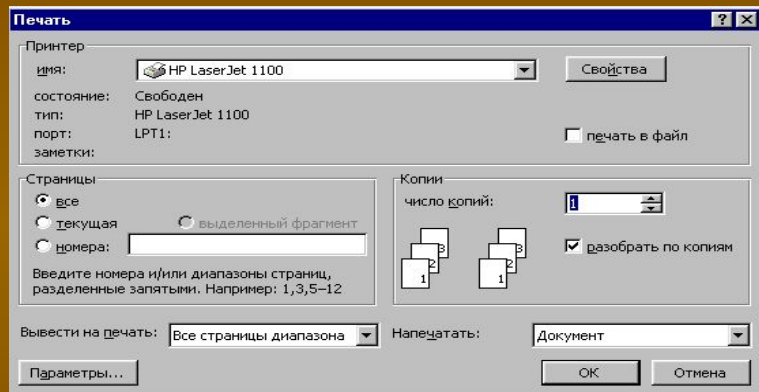 Печать
Принтер
имя: HP LaserJet 1100 Свойства
состояние: Свободен
тип: HP LaserJet 1100
порт: LPT1: печать в файл
заметки:
Страницы Копии
все число копий: 1
текущая выделенный фрагмент
номера: разобрать по копиям
3 3
2 2
1 1
Введите номера и/или диапазоны страниц,
разделенные запятыми. Например: 1,3,5–12
Вывести на печать: Все страницы диапазона Напечатать: Документ
Параметры... ОК Отмена